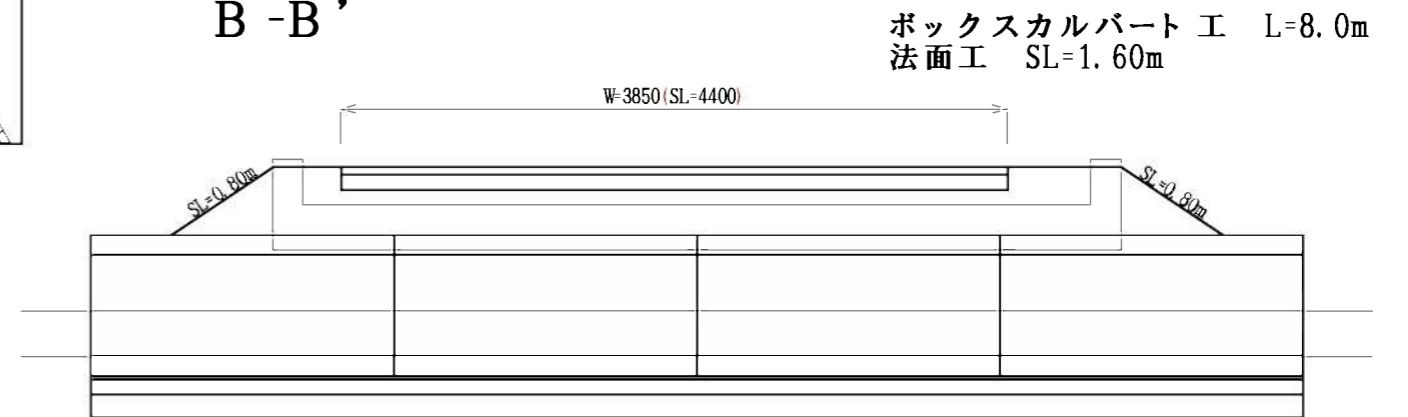 B-B’
ボックスカルバート工 L=8.0m
法面工 SL=1.60m
W=3850(SL=4400)
SL=0.80m
SL=0.80m